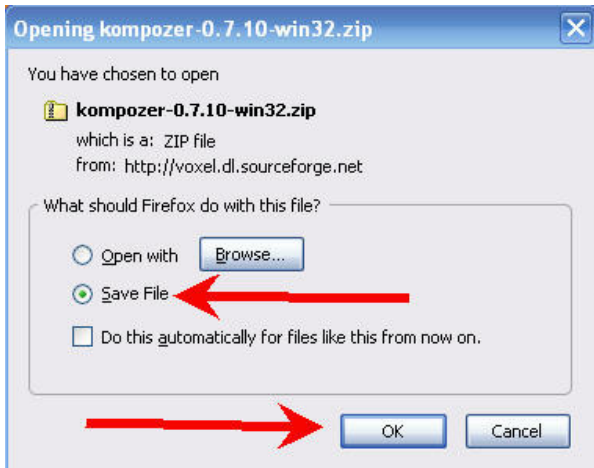 Opening kompozer-0.7.10-win32.zip
You have chosen to open
kompozer-0.7.10-win32.zip
which is a: ZIP file
from: http://voxel.dl.sourceforge.net
What should Firefox do with this file?
Open with Browse...
Save File
Do this automatically for files like this from now on.
OK Cancel